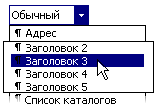 Обычный
¶ Адрес
¶ Заголовок 2
¶ Заголовок 3
¶ Заголовок 4
¶ Заголовок 5
¶ Список каталогов